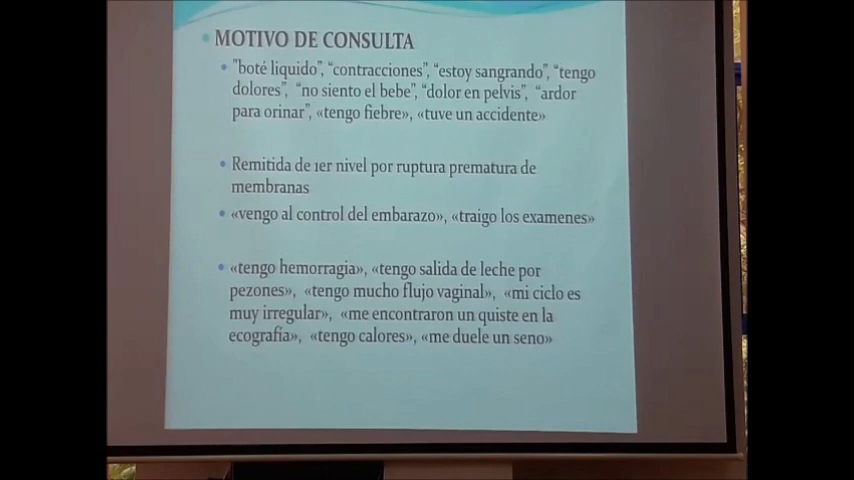 MOTIVO DE CONSULTA
"boté liquido", "contracciones", "estoy sangrando", "tengo
dolores", "no siento el bebe", "dolor en pelvis", "ardor
para orinar", «tengo fiebre», «tuve un accidente»
Remitida de 1er nivel por ruptura prematura de
membranas
«vengo al control del embarazo», «traigo los examenes»
«tengo hemorragia», «tengo salida de leche por
pezones», «tengo mucho flujo vaginal», «mi ciclo es
muy irregular», «me encontraron un quiste en la
ecografía», «tengo calores», «me duele un seno»